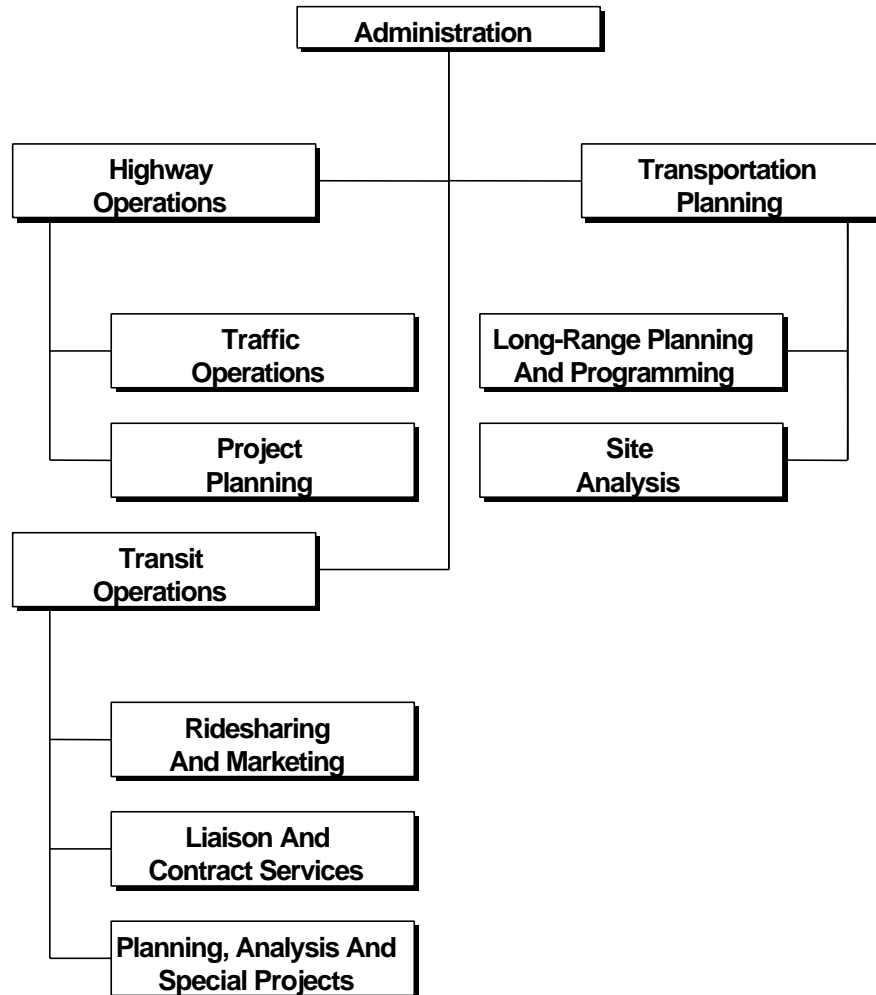 Administration
Highway
Operations
Transportation
Planning
Traffic
Operations
Long-Range Planning
And Programming
Project
Planning
Site
Analysis
Transit
Operations
Ridesharing
And Marketing
Liaison And
Contract Services
Planning, Analysis And
Special Projects